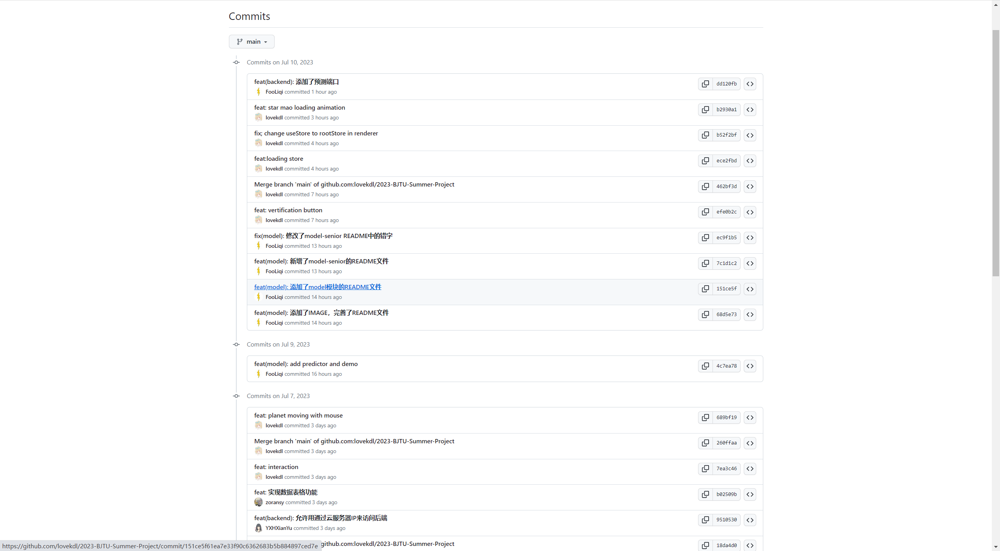 Commits
main
Commits on Jul 10, 2023
feat(backend): 添加了预测端口
dd120fb
FooLiqi committed 1 hour ago
feat: star mao loading animation
b2930a1
lovekdl committed 3 hours ago
fix; change useStore to rootStore in renderer
b52f2bf
lovekdl committed 4 hours ago
feat:loading store
ece2fbd
lovekdl committed 4 hours ago
Merge branch 'main' of github.com:lovekdl/2023-BJTU-Summer-Project
462bf3d
lovekdl committed 7 hours ago
feat: vertification button
efe0b2c
lovekdl committed 7 hours ago
fix(model): 修改了model-senior README中的错字
ec9f1b5
FooLiqi committed 13 hours ago
feat(model): 新增了model-senior的README文件
7c1d1c2
FooLiqi committed 13 hours ago
feat(model): 添加了model模块的README文件
151ce5f
FooLiqi committed 14 hours ago
feat(model): 添加了IMAGE，完善了README文件
68d5e73
FooLiqi committed 14 hours ago
Commits on Jul 9, 2023
feat(model): add predictor and demo
4c7ea78
FooLiqi committed 16 hours ago
Commits on Jul 7, 2023
feat: planet moving with mouse
689bf19
lovekdl committed 3 days ago
Merge branch 'main' of github.com:lovekdl/2023-BJTU-Summer-Project
260ffaa
lovekdl committed 3 days ago
feat: interaction
7ea3c46
lovekdl committed 3 days ago
feat: 实现数据表格功能
b02509b
zoransy committed 3 days ago
feat(backend): 允许用通过云服务器IP来访问后端
9510530
YXHXianYu committed 3 days ago
github.com:lovekdl/2023-BJTU-Summer-Project
18da4d0
https://github.com/lovekdl/2023-BJTU-Summer-Project/commit/151ce5f61ea7e33f90c6362683b5b884897ced7e